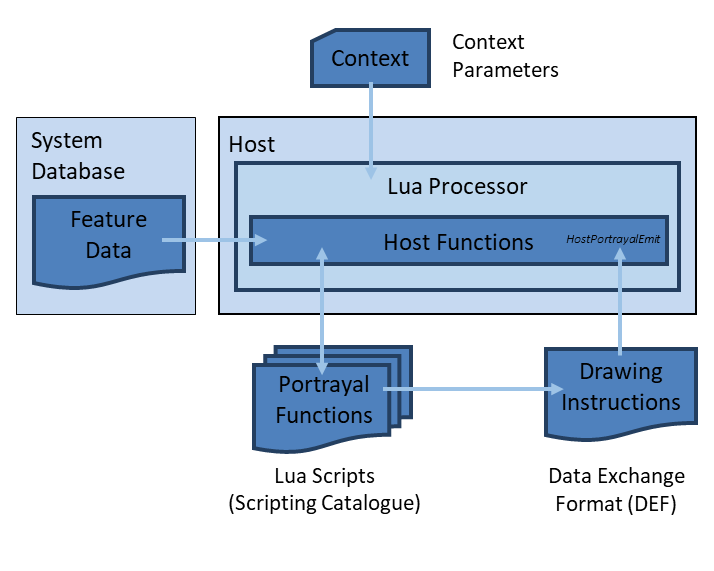 Context
Context
Parameters
System
Database
Feature
Data
Host
Lua Processor
Host Functions
HostPortrayalEmit
Portrayal
Functions
Drawing
Instructions
Lua Scripts
(Scripting Catalogue)
Data Exchange
Format (DEF)